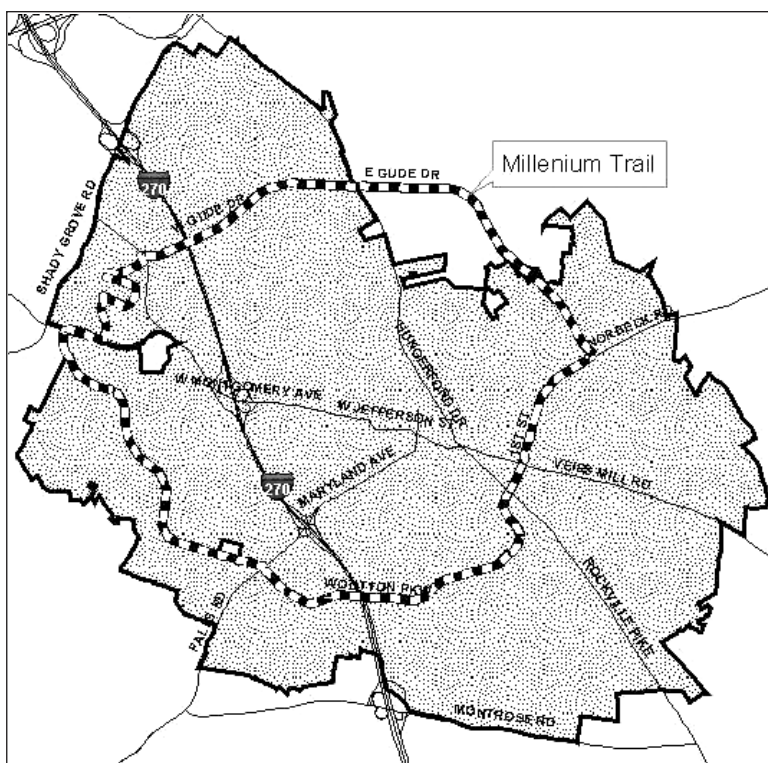 Millenium Trail
E GUDE DR
270
W GUDE DR
SHADY GROVE RD
NORBECK RD
HUNGERFORD DR
W MONTGOMERY AVE
W JEFFERSON ST
1ST ST
VEIRS MILL RD
MARYLAND AVE
270
WOOTTON PKWY
FALLS RD
ROCKVILLE PIKE
MONTROSE RD